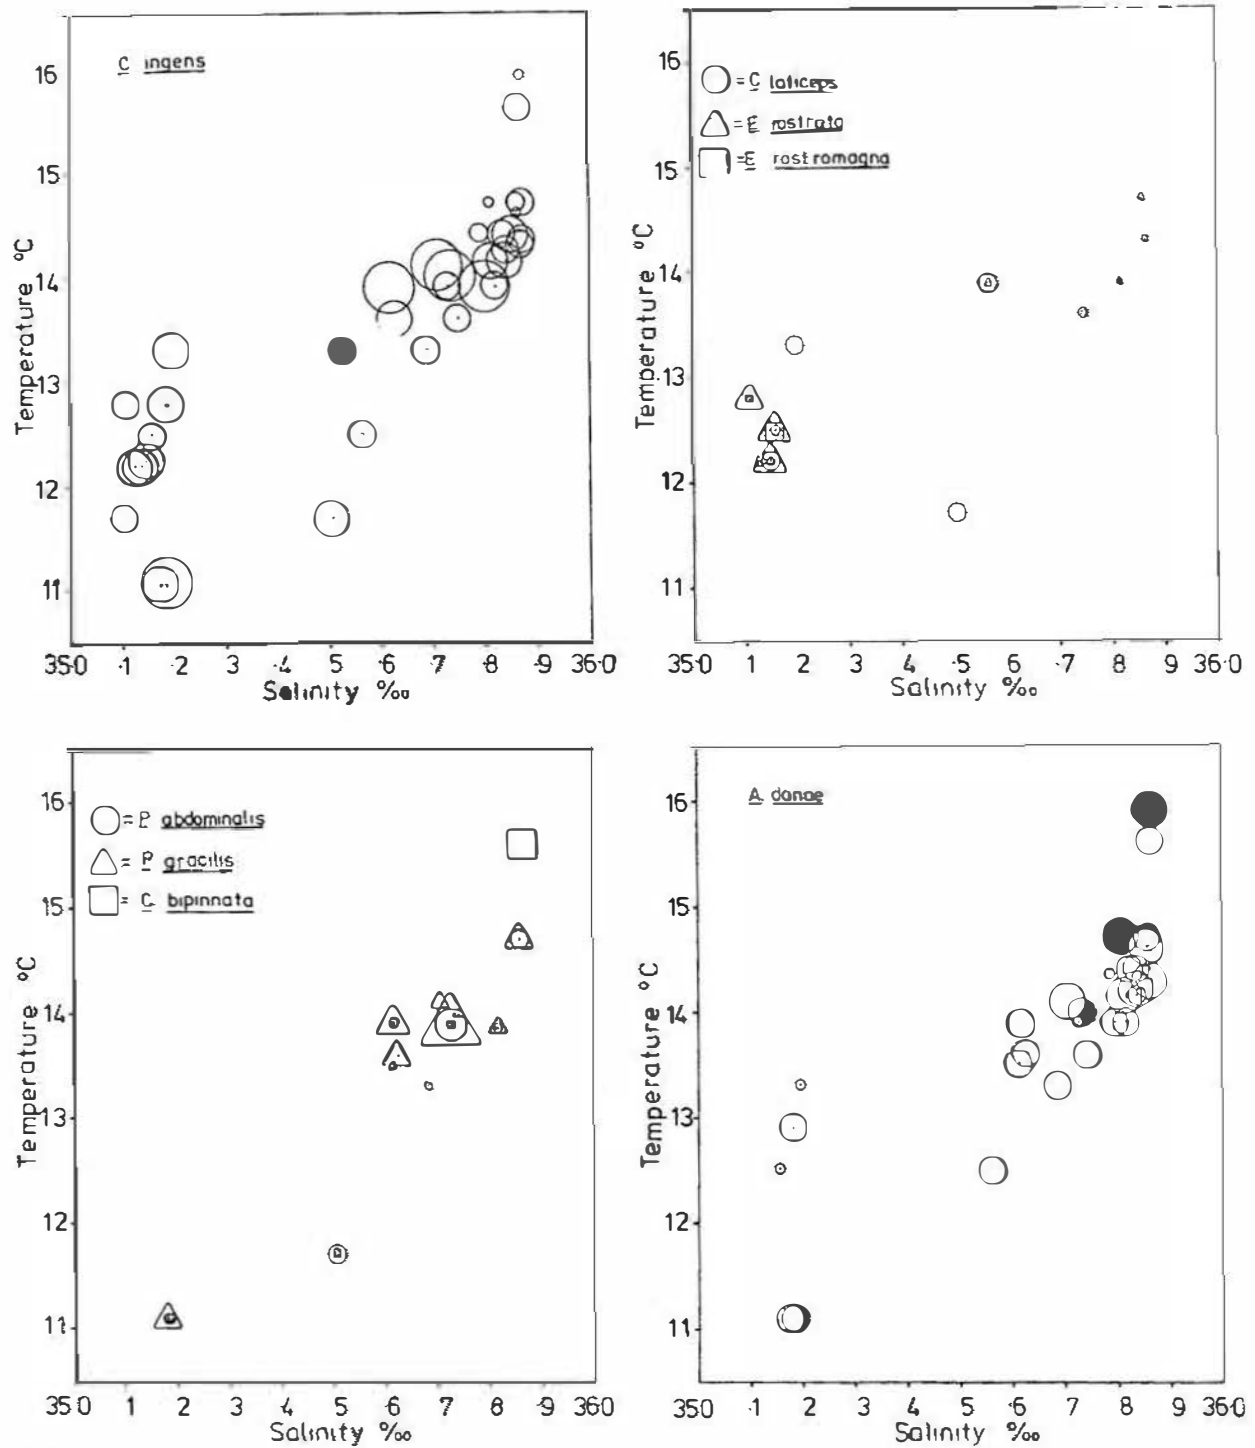 C ingens
16
15
14
13
12
11
Temperature °C
35·0 ·1 ·2 3 ·4 5 ·6 ·7 ·8 ·9 36·0
Salinity ‰
O = C laticeps
△ = E rostrata
□ = E rostromagna
16
15
14
13
12
11
Temperature °C
35·0 1 2 3 4 ·5 6 ·7 8 9 36·0
Salinity ‰
O = P abdominalis
△ = P gracilis
□ = C bipinnata
16
15
14
13
12
11
Temperature °C
35·0 1 2 3 4 5 6 7 8 ·9 36·0
Salinity ‰
A. danae
16
15
14
13
12
11
Temperature °C
35·0 ·1 2 3 4 5 ·6 7 8 ·9 36·0
Salinity ‰